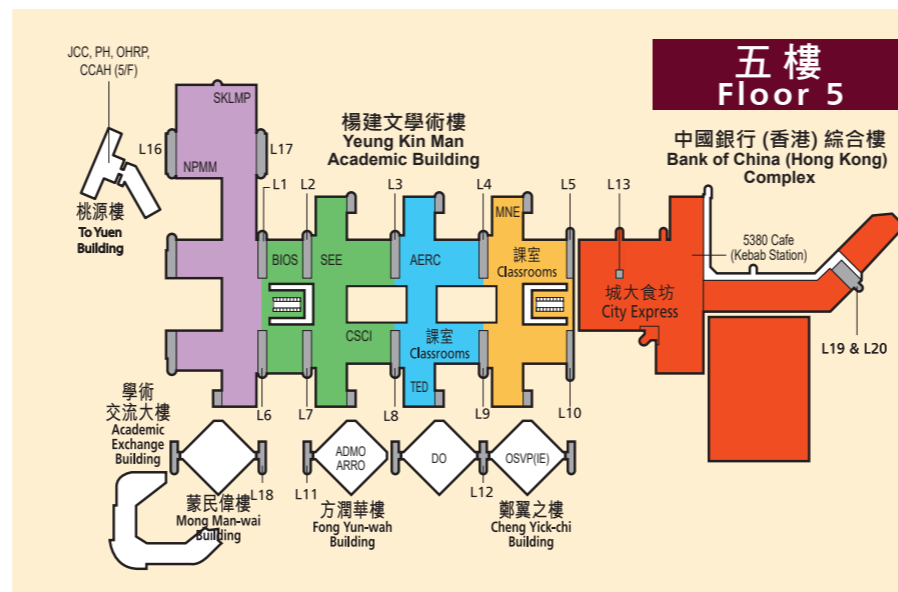 五樓
Floor 5
JCC, PH, OHRP,
CCAH (5/F)
SKLMP
L16
L17
NPMM
桃源樓
To Yuen
Building
楊建文學術樓
Yeung Kin Man
Academic Building
中國銀行 (香港) 綜合樓
Bank of China (Hong Kong)
Complex
L1
L2
L3
L4
L5
L13
MNE
5380 Cafe
(Kebab Station)
BIOS
SEE
AERC
課室
Classrooms
城大食坊
City Express
CSCI
課室
Classrooms
TED
L19 & L20
L6
L7
L8
L9
L10
學術
交流大樓
Academic
Exchange
Building
ADMO
ARRO
DO
OSVP(IE)
L18
L11
L12
蒙民偉樓
Mong Man-wai
Building
方潤華樓
Fong Yun-wah
Building
鄭翼之樓
Cheng Yick-chi
Building